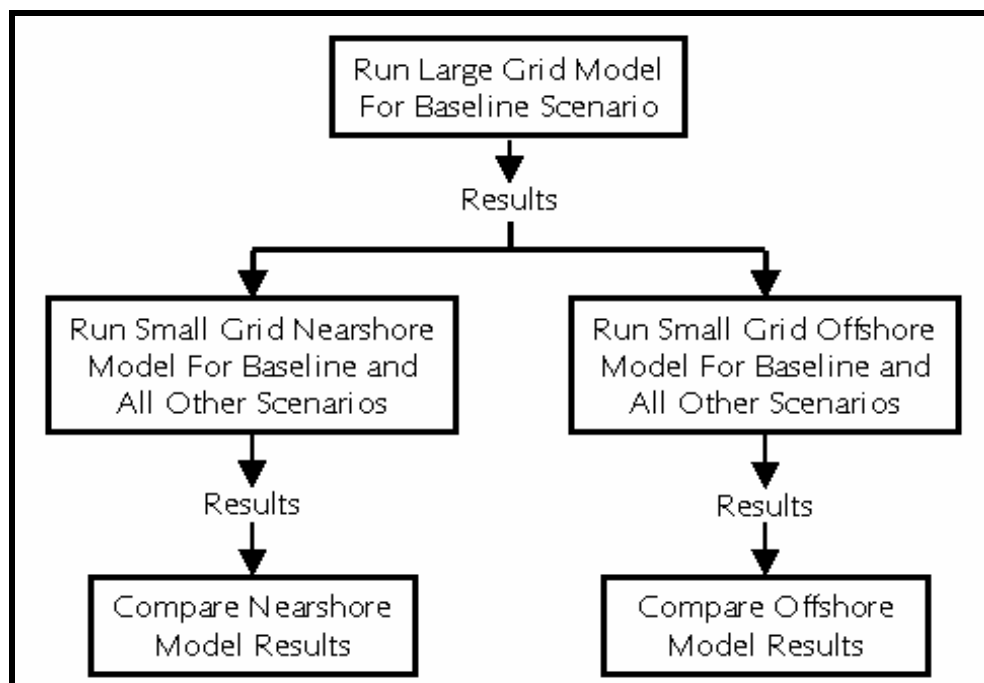 Run Large Grid Model
For Baseline Scenario
Results
Run Small Grid Nearshore
Model For Baseline and
All Other Scenarios
Run Small Grid Offshore
Model For Baseline and
All Other Scenarios
Results
Results
Compare Nearshore
Model Results
Compare Offshore
Model Results